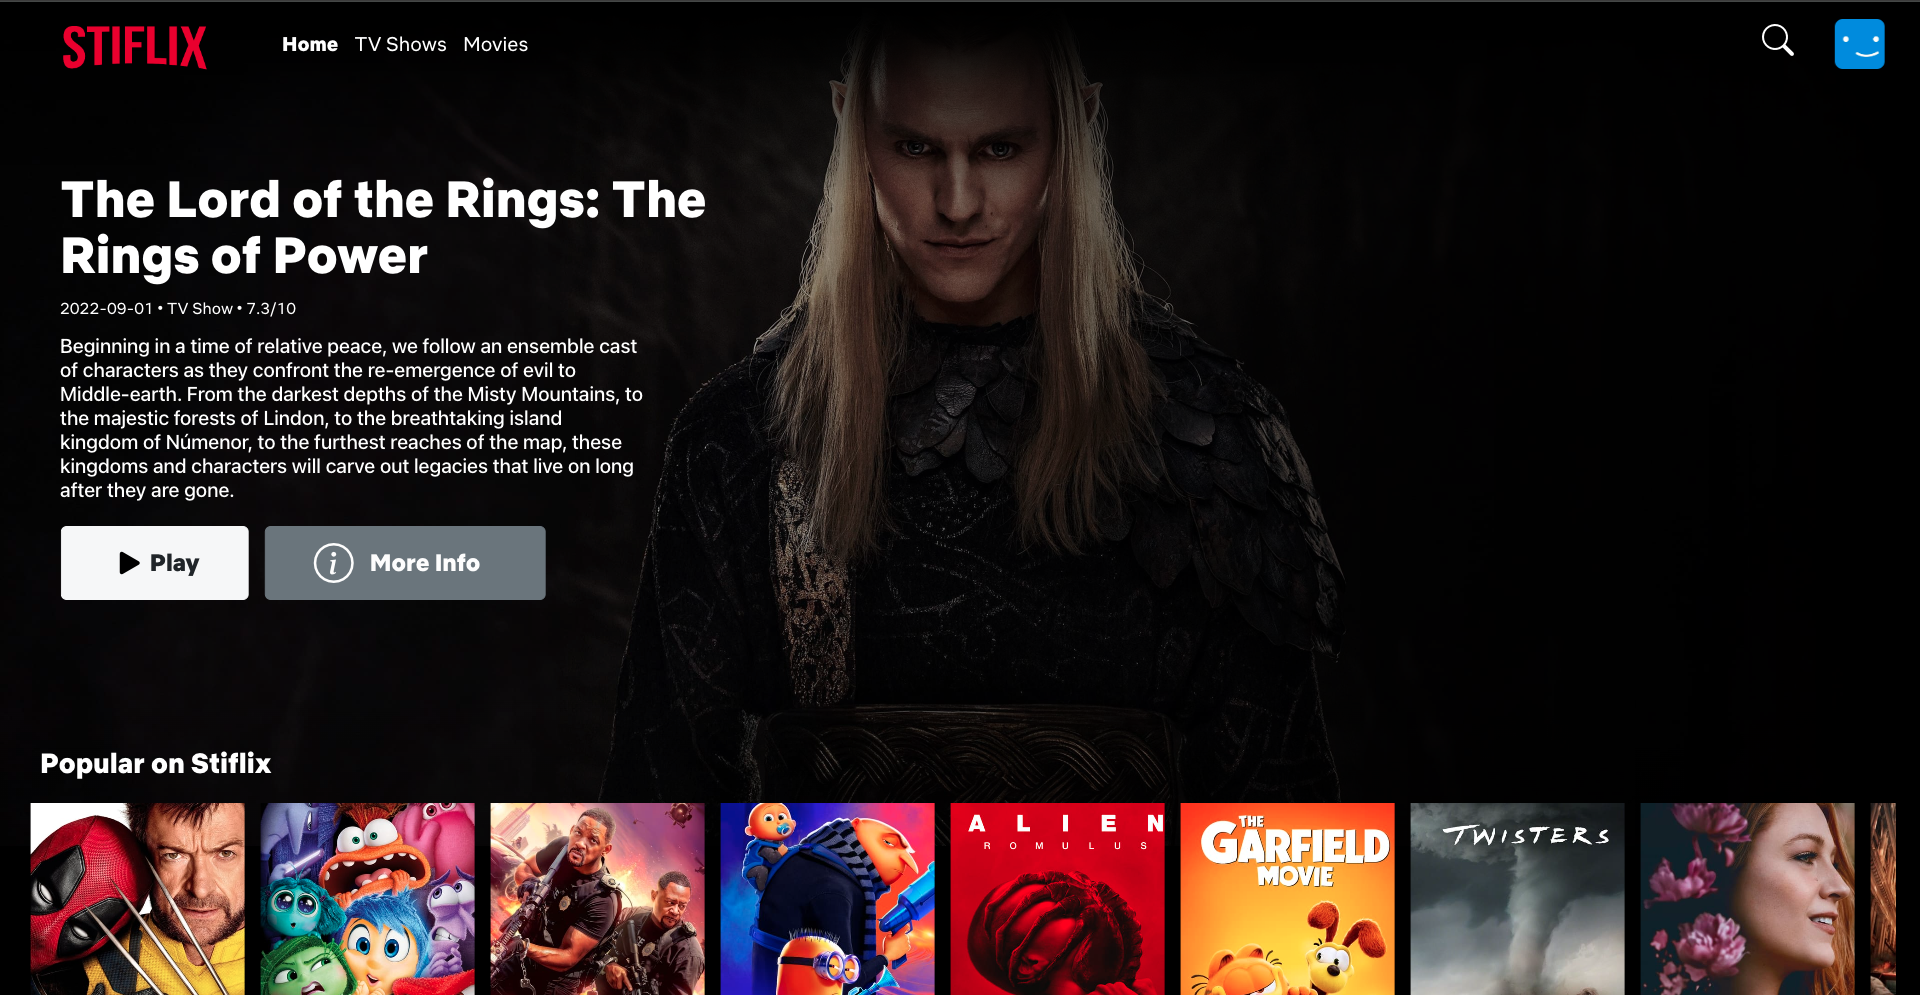 STIFLIX
Home TV Shows Movies
The Lord of the Rings: The
Rings of Power
2022-09-01 • TV Show • 7.3/10
Beginning in a time of relative peace, we follow an ensemble cast
of characters as they confront the re-emergence of evil to
Middle-earth. From the darkest depths of the Misty Mountains, to
the majestic forests of Lindon, to the breathtaking island
kingdom of Númenor, to the furthest reaches of the map, these
kingdoms and characters will carve out legacies that live on long
after they are gone.
Play
i More Info
Popular on Stiflix
ALIEN
ROMULUS
THE
GARFIELD
MOVIE
TWISTERS